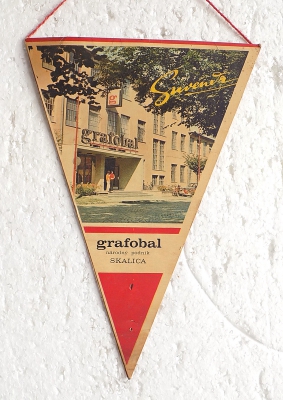 Suvenír
grafobal
grafobal
národný podnik
SKALICA